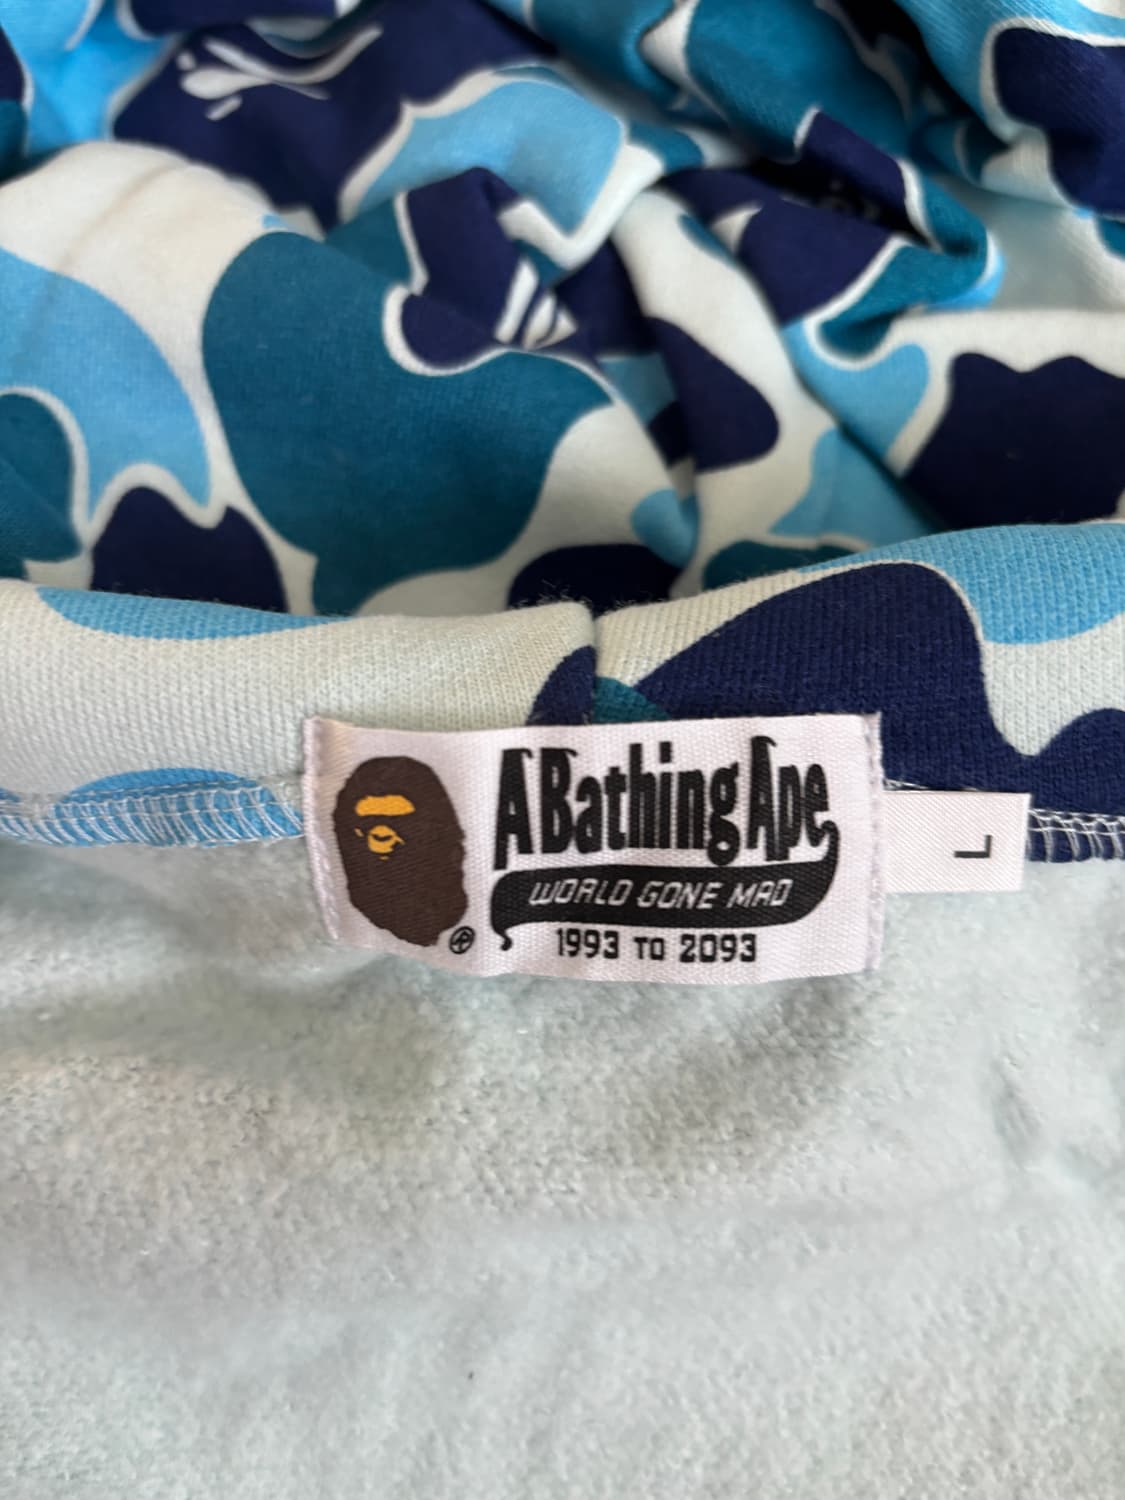 A Bathing Ape
WORLD GONE MAD
1993 TO 2093
L